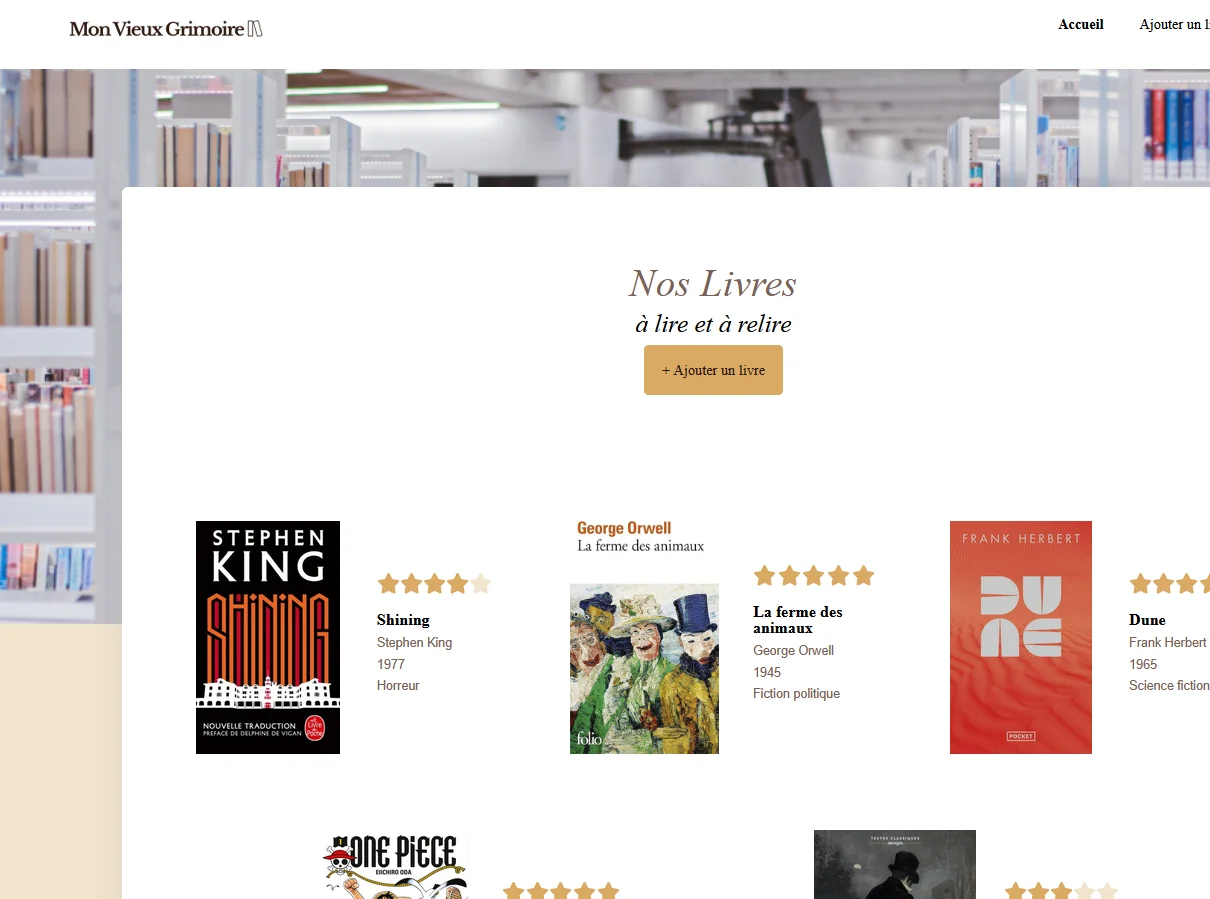 Mon Vieux Grimoire
Accueil
Ajouter un
Nos Livres
à lire et à relire
+ Ajouter un livre
STEPHEN
KING
SHINING
NOUVELLE TRADUCTION
PRÉFACE DE DELPHINE DE VIGAN
Le
Livre
de
Poche
Shining
Stephen King
1977
Horreur
George Orwell
La ferme des animaux
folio
La ferme des
animaux
George Orwell
1945
Fiction politique
FRANK HERBERT
DUNE
POCKET
Dune
Frank Herbert
1965
Science fiction
ONE PIECE
EIICHIRO ODA
TEXTES CLASSIQUES
abrégés